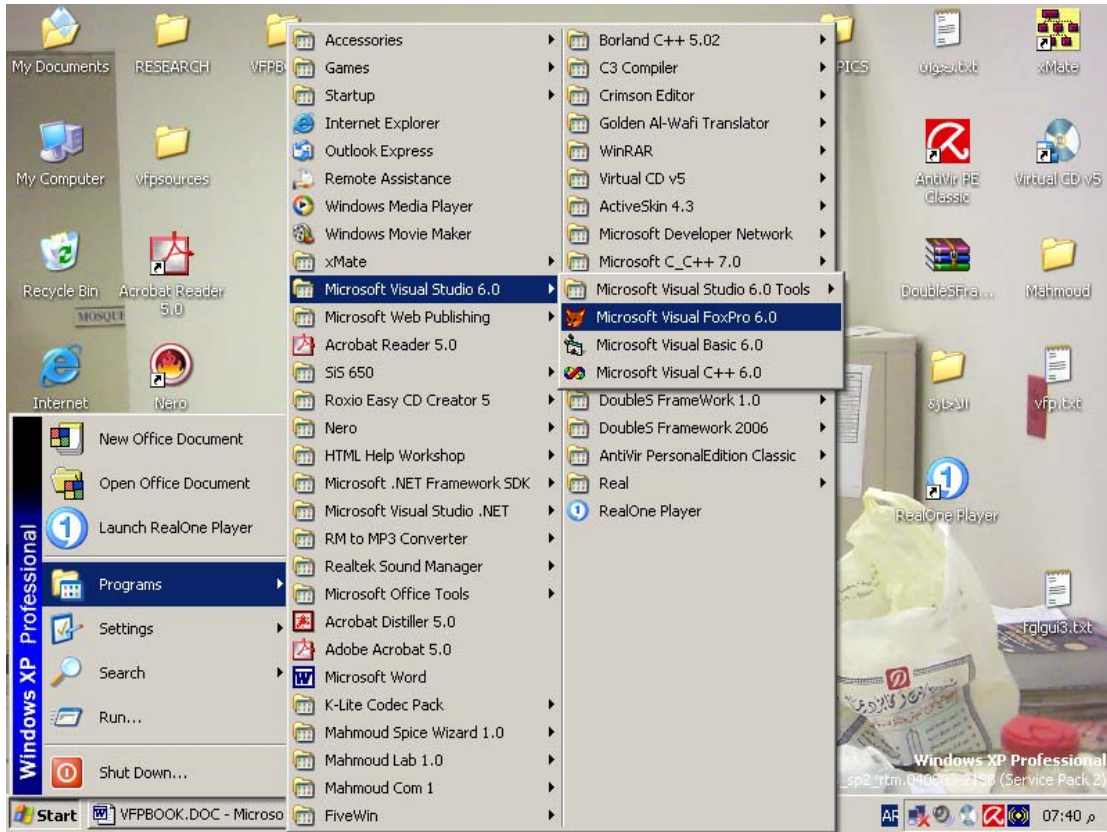 My Documents
RESEARCH
VFPB
PICS
xMate
My Computer
vfpsources
AntiVir PE
Classic
Virtual CD v5
Recycle Bin
Acrobat Reader
5.0
MOSQUE
DoubleSFra...
Mahmoud
Internet
Nero
الاجازة
vfp.txt
RealOne Player
fglgui3.txt
Accessories
Games
Startup
Internet Explorer
Outlook Express
Remote Assistance
Windows Media Player
Windows Movie Maker
xMate
Microsoft Visual Studio 6.0
Microsoft Web Publishing
Acrobat Reader 5.0
SiS 650
Roxio Easy CD Creator 5
Nero
HTML Help Workshop
Microsoft .NET Framework SDK
Microsoft Visual Studio .NET
RM to MP3 Converter
Realtek Sound Manager
Microsoft Office Tools
Acrobat Distiller 5.0
Adobe Acrobat 5.0
Microsoft Word
K-Lite Codec Pack
Mahmoud Spice Wizard 1.0
Mahmoud Lab 1.0
Mahmoud Com 1
FiveWin
Borland C++ 5.02
C3 Compiler
Crimson Editor
Golden Al-Wafi Translator
WinRAR
Virtual CD v5
ActiveSkin 4.3
Microsoft Developer Network
Microsoft C_C++ 7.0
Microsoft Visual Studio 6.0 Tools
Microsoft Visual FoxPro 6.0
Microsoft Visual Basic 6.0
Microsoft Visual C++ 6.0
DoubleS FrameWork 1.0
DoubleS Framework 2006
AntiVir PersonalEdition Classic
Real
RealOne Player
New Office Document
Open Office Document
Launch RealOne Player
Programs
Settings
Search
Run...
Shut Down...
Windows XP Professional
Windows XP Professional
(Service Pack 2)
Start
VFPBOOK.DOC - Microso
AR
07:40 م